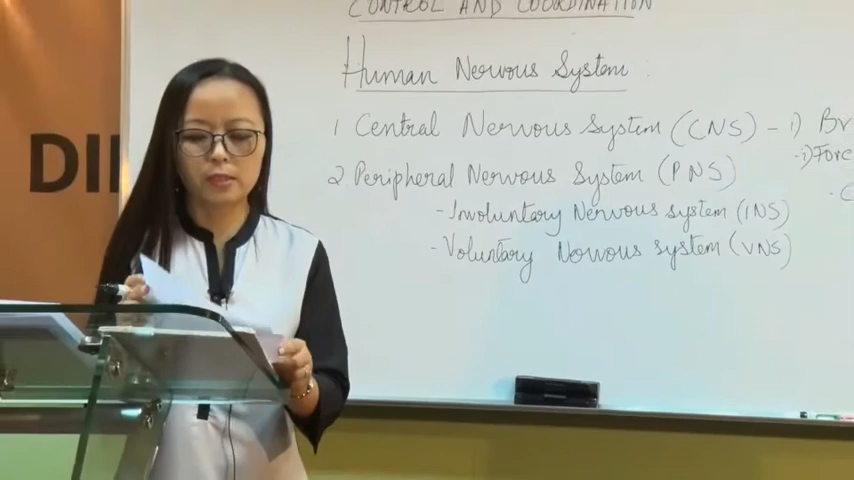 CONTROL AND COORDINATION
Human Nervous System
1 Central Nervous System (CNS) - i) Br
i) Fore
2 Peripheral Nervous System (PNS)
- Involuntary Nervous system (INS)
- Voluntary Nervous system (VNS)
DI